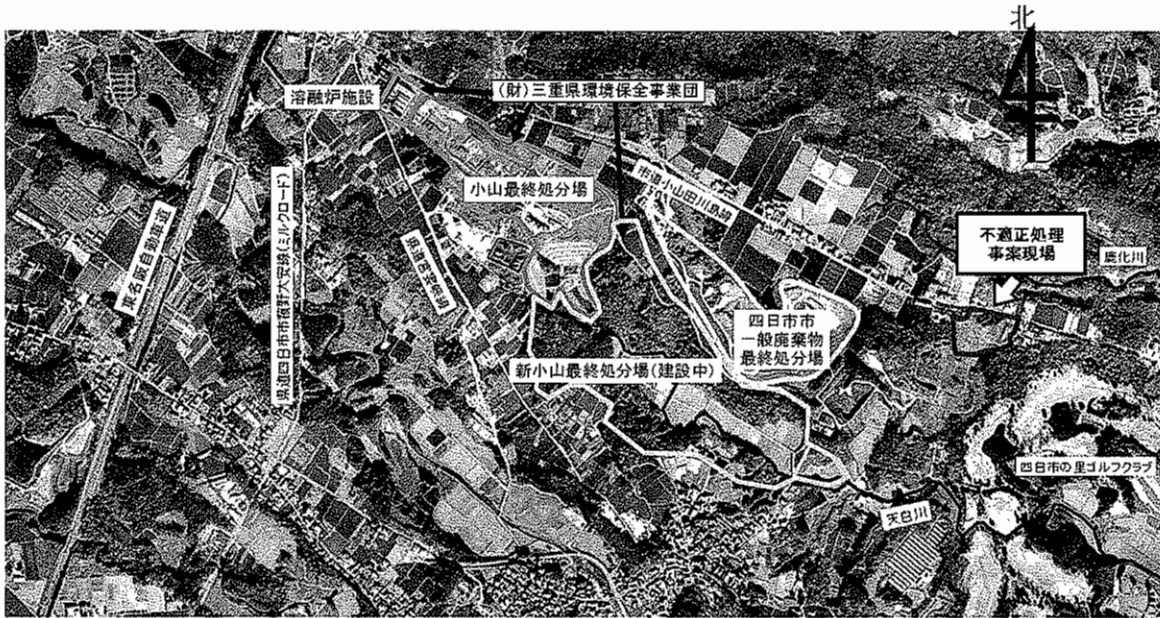 北
溶融炉施設
(財)三重県環境保全事業団
小山最終処分場
市道小山田川島線
不適正処理
事案現場
鹿化川
東名阪自動車道
県道四日市菰野大安線(ミルクロード)
四日市市
一般廃棄物
最終処分場
新小山最終処分場(建設中)
四日市の里ゴルフクラブ
天白川